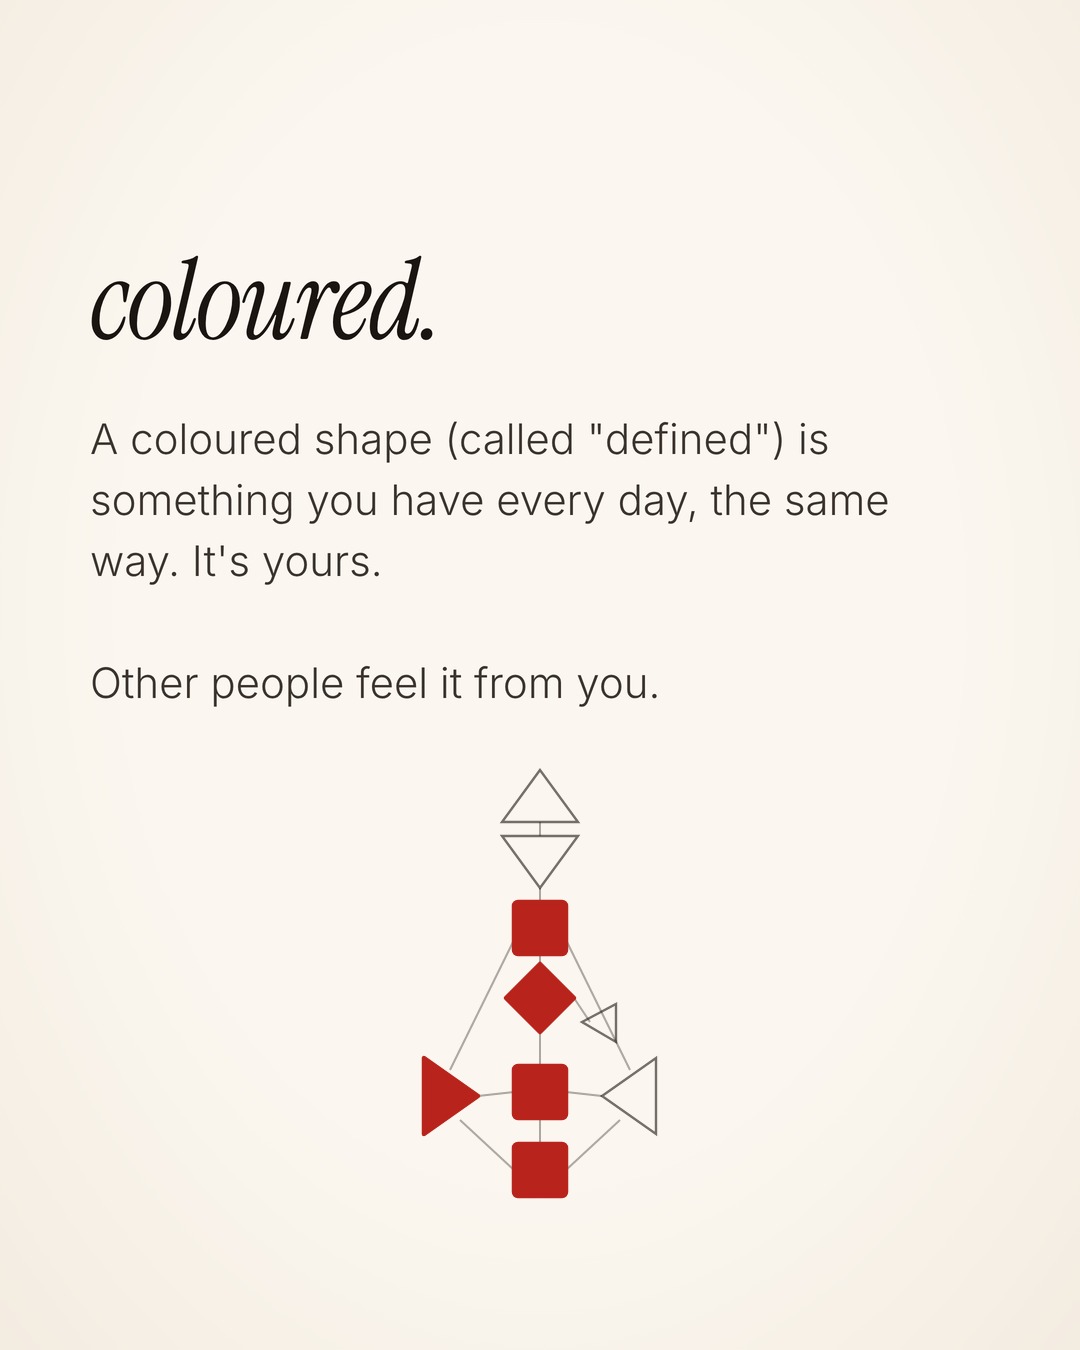 coloured.
A coloured shape (called "defined") is
something you have every day, the same
way. It's yours.
Other people feel it from you.